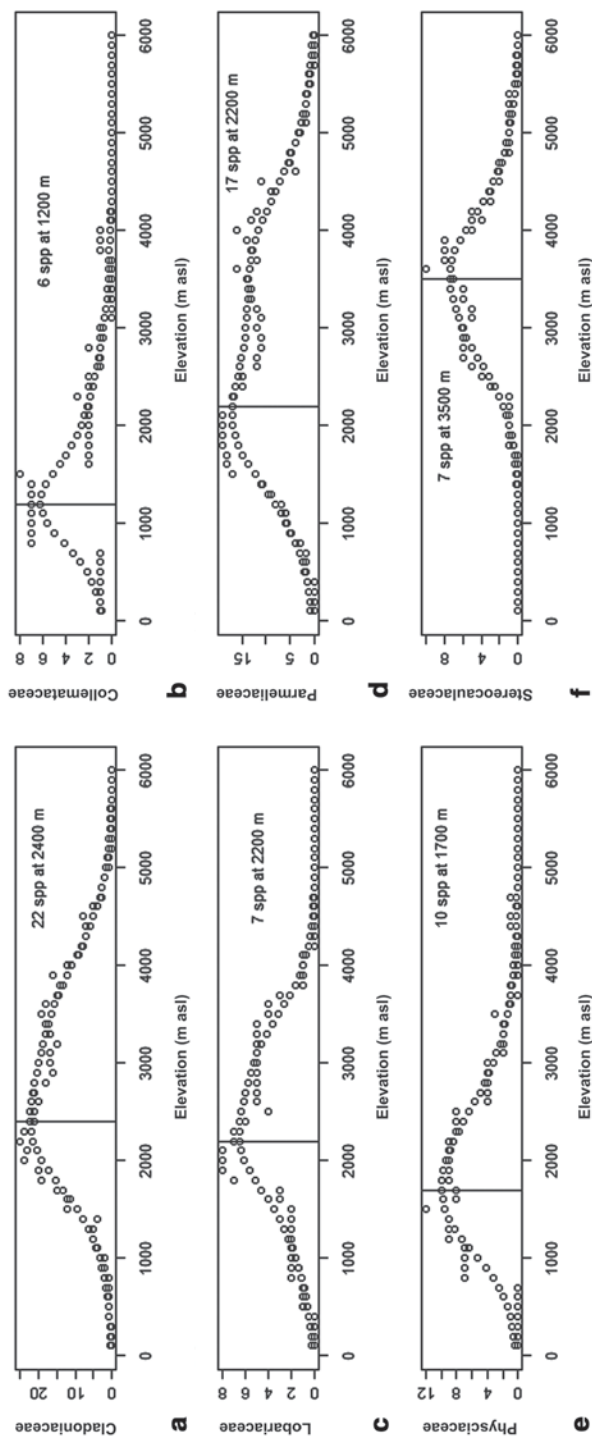 Cladoniaceae
20
10
0
22 spp at 2400 m
0 1000 2000 3000 4000 5000 6000
Elevation (m asl)
a
Collemataceae
8
6
4
2
0
6 spp at 1200 m
0 1000 2000 3000 4000 5000 6000
Elevation (m asl)
b
Lobariaceae
8
6
4
2
0
7 spp at 2200 m
0 1000 2000 3000 4000 5000 6000
Elevation (m asl)
c
Parmeliaceae
15
5
0
17 spp at 2200 m
0 1000 2000 3000 4000 5000 6000
Elevation (m asl)
d
Physciaceae
12
8
4
0
10 spp at 1700 m
0 1000 2000 3000 4000 5000 6000
Elevation (m asl)
e
Stereocaulaceae
8
4
0
7 spp at 3500 m
0 1000 2000 3000 4000 5000 6000
Elevation (m asl)
f